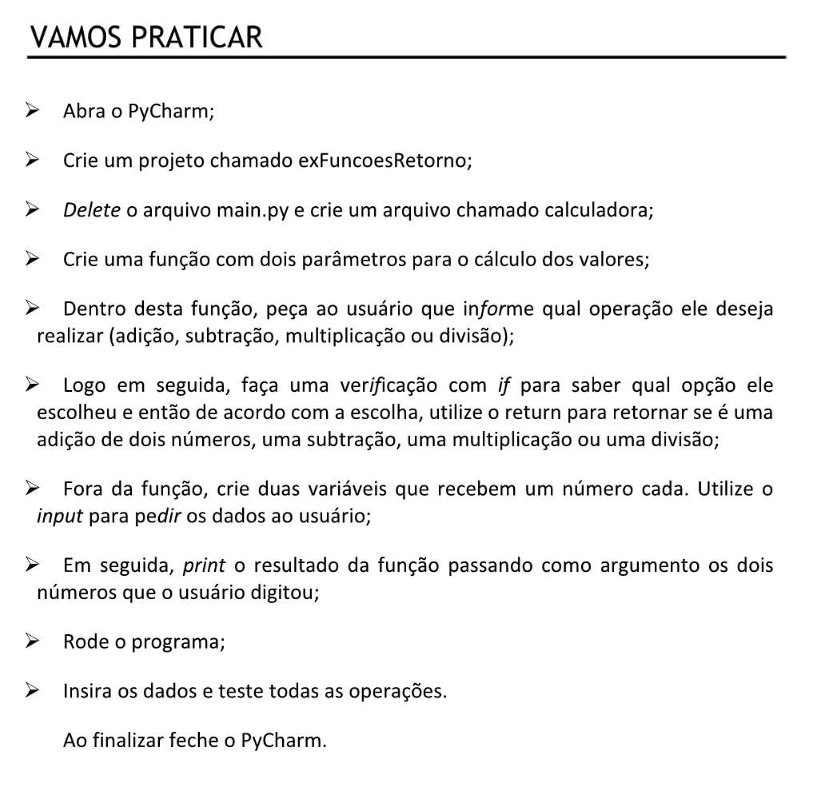 VAMOS PRATICAR
➢ Abra o PyCharm;
➢ Crie um projeto chamado exFuncoesRetorno;
➢ Delete o arquivo main.py e crie um arquivo chamado calculadora;
➢ Crie uma função com dois parâmetros para o cálculo dos valores;
➢ Dentro desta função, peça ao usuário que informe qual operação ele deseja
realizar (adição, subtração, multiplicação ou divisão);
➢ Logo em seguida, faça uma verificação com if para saber qual opção ele
escolheu e então de acordo com a escolha, utilize o return para retornar se é uma
adição de dois números, uma subtração, uma multiplicação ou uma divisão;
➢ Fora da função, crie duas variáveis que recebem um número cada. Utilize o
input para pedir os dados ao usuário;
➢ Em seguida, print o resultado da função passando como argumento os dois
números que o usuário digitou;
➢ Rode o programa;
➢ Insira os dados e teste todas as operações.
Ao finalizar feche o PyCharm.